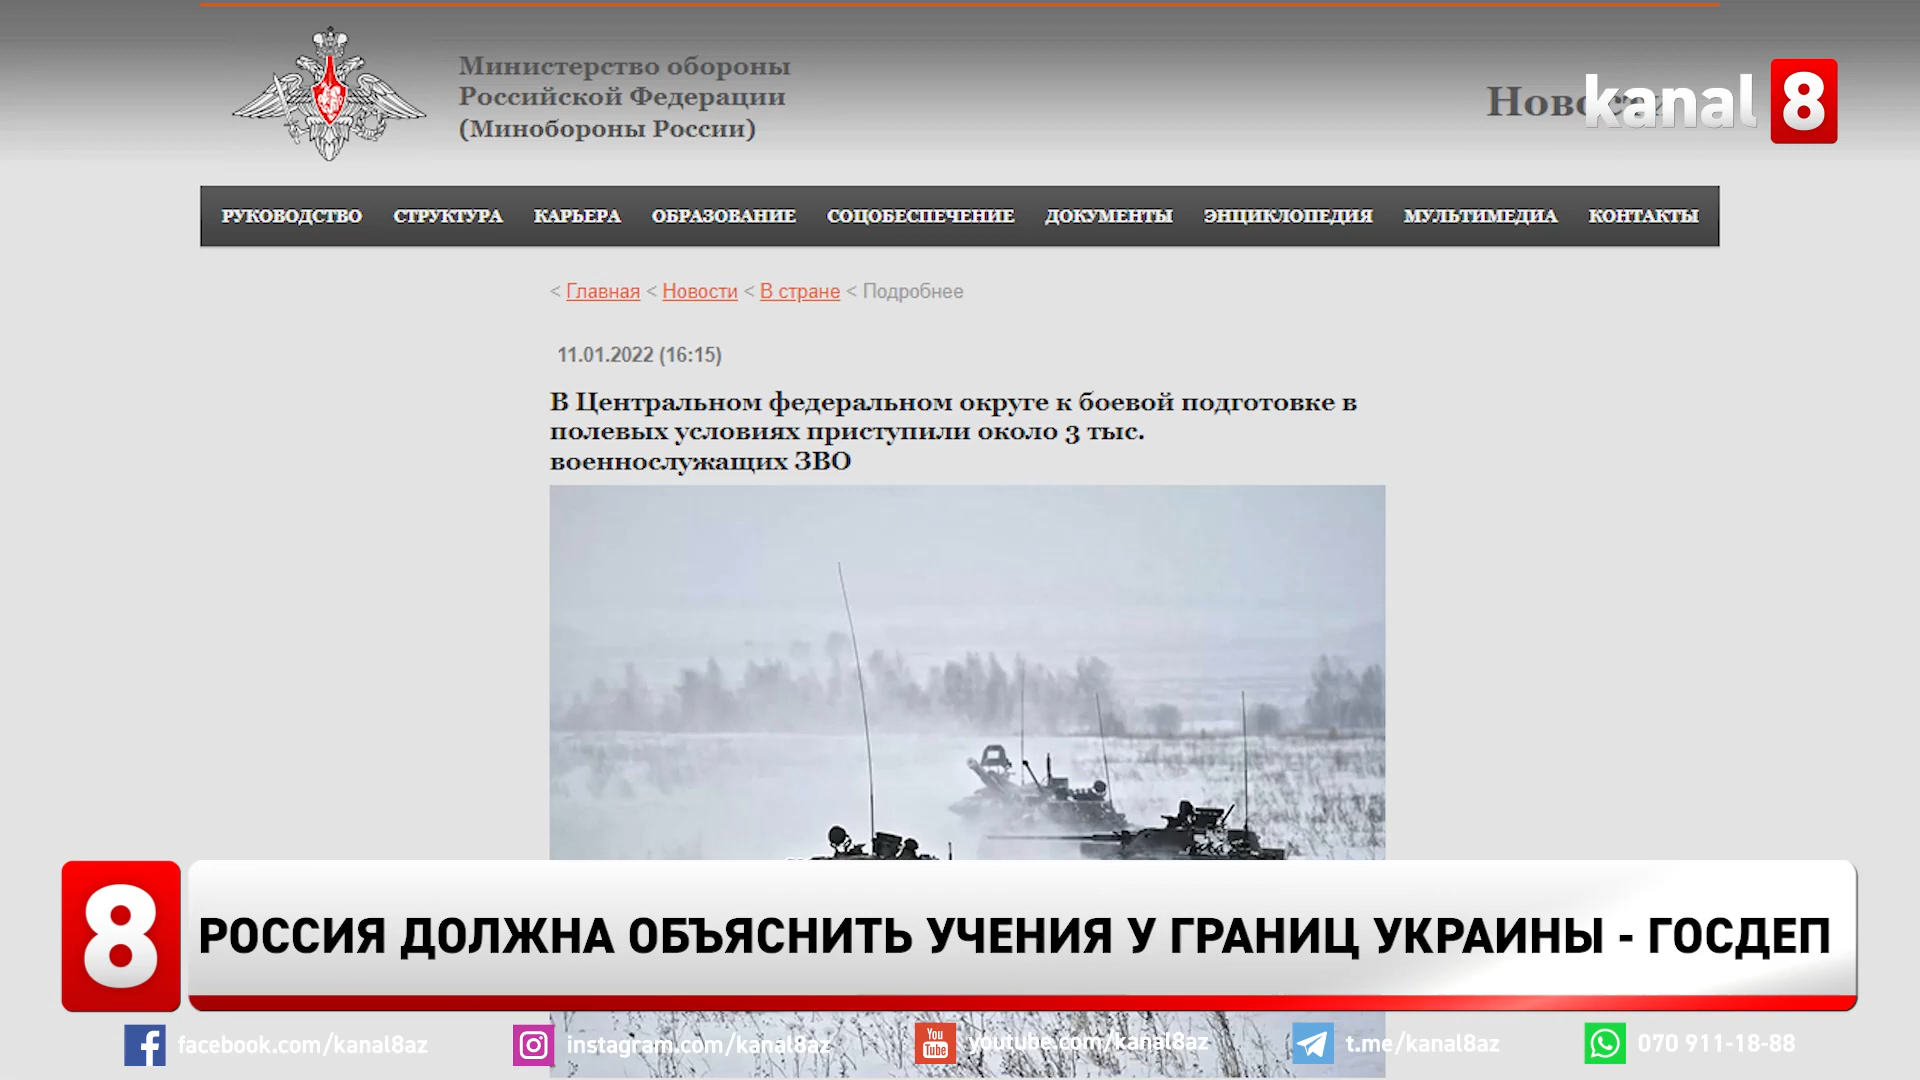 Министерство обороны
Российской Федерации
(Минобороны России)
kanal 8
РУКОВОДСТВО СТРУКТУРА КАРЬЕРА ОБРАЗОВАНИЕ СОЦОБЕСПЕЧЕНИЕ ДОКУМЕНТЫ ЭНЦИКЛОПЕДИЯ МУЛЬТИМЕДИА КОНТАКТЫ
< Главная < Новости < В стране < Подробнее
11.01.2022 (16:15)
В Центральном федеральном округе к боевой подготовке в
полевых условиях приступили около 3 тыс.
военнослужащих ЗВО
8 РОССИЯ ДОЛЖНА ОБЪЯСНИТЬ УЧЕНИЯ У ГРАНИЦ УКРАИНЫ - ГОСДЕП
facebook.com/kanal8az instagram.com/kanal8az You Tube youtube.com/kanal8az t.me/kanal8az 070 911-18-88